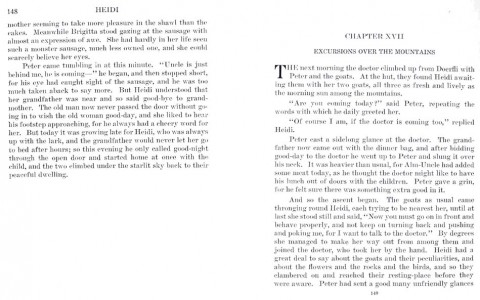 148 HEIDI
mother seeming to take more pleasure in the shawl than the
cakes. Meanwhile Brigitta stood gazing at the sausage with
almost an expression of awe. She had hardly in her life seen
such a monster sausage, much less owned one, and she could
scarcely believe her eyes.
Peter came tumbling in at this minute. "Uncle is just
behind me, he is coming—" he began, and then stopped short,
for his eye had caught sight of the sausage, and he was too
much taken aback to say more. But Heidi understood that
her grandfather was near and so said good-bye to grand-
mother. The old man now never passed the door without go-
ing in to wish the old woman good-day, and she liked to hear
his footstep approaching, for he always had a cheery word for
her. But today it was growing late for Heidi, who was always
up with the lark, and the grandfather would never let her go
to bed after hours; so this evening he only called good-night
through the open door and started home at once with the
child, and the two climbed under the starlit sky back to their
peaceful dwelling.
CHAPTER XVII
EXCURSIONS OVER THE MOUNTAINS
THE next morning the doctor climbed up from Doerfli with
Peter and the goats. At the hut, they found Heidi await-
ing them with her two goats, all three as fresh and lively as
the morning sun among the mountains.
"Are you coming today?" said Peter, repeating the
words with which he daily greeted her.
"Of course I am, if the doctor is coming too," replied
Heidi.
Peter cast a sidelong glance at the doctor. The grand-
father now came out with the dinner bag, and after bidding
good-day to the doctor he went up to Peter and slung it over
his neck. It was heavier than usual, for Alm-Uncle had added
some meat today, as he thought the doctor might like to have
his lunch out of doors with the children. Peter gave a grin,
for he felt sure there was something extra good in it.
And so the ascent began. The goats as usual came
thronging round Heidi, each trying to be nearest her, until at
last she stood still and said, "Now you must go on in front and
behave properly, and not keep on turning back and pushing
and poking me, for I want to talk to the doctor." By degrees
she managed to make her way out from among them and
joined the doctor, who took her by the hand. Heidi had a
great deal to say about the goats and their peculiarities, and
about the flowers and the rocks and the birds, and so they
clambered on and reached their resting-place before they
were aware. Peter had sent a good many unfriendly glances
149